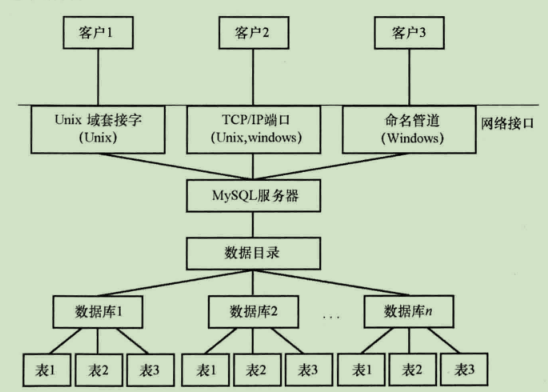 客户1
客户2
客户3
Unix 域套接字
(Unix)
TCP/IP端口
(Unix,windows)
命名管道
(Windows)
网络接口
MySQL服务器
数据目录
数据库1
数据库2
...
数据库n
表1
表2
表3
表1
表2
表3
表1
表2
表3